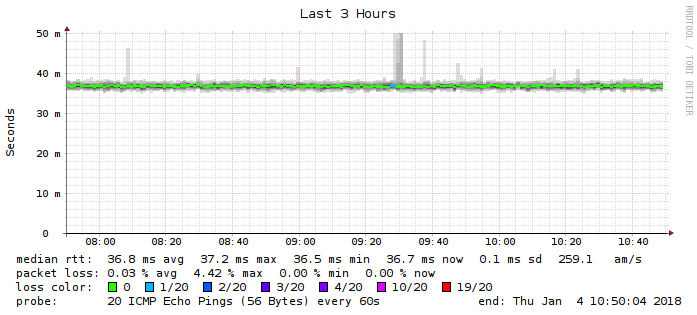 Last 3 Hours
RRDTOOL / TOBI OETIKER
Seconds
50 m
40 m
30 m
20 m
10 m
0
08:00 08:20 08:40 09:00 09:20 09:40 10:00 10:20 10:40
median rtt: 36.8 ms avg 37.2 ms max 36.5 ms min 36.7 ms now 0.1 ms sd 259.1 am/s
packet loss: 0.03 % avg 4.42 % max 0.00 % min 0.00 % now
loss color: 0 1/20 2/20 3/20 4/20 10/20 19/20
probe: 20 ICMP Echo Pings (56 Bytes) every 60s end: Thu Jan 4 10:50:04 2018